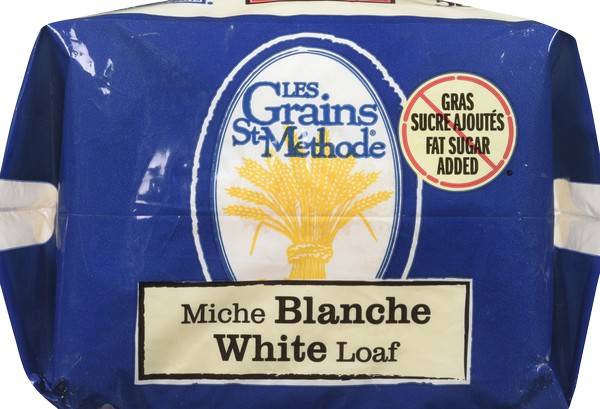 LES
Grains
St-Méthode®
GRAS
SUCRE AJOUTÉS
FAT SUGAR
ADDED
Miche Blanche
White Loaf